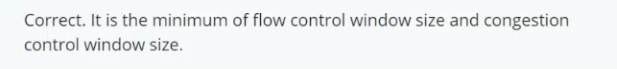 Correct. It is the minimum of flow control window size and congestion
control window size.